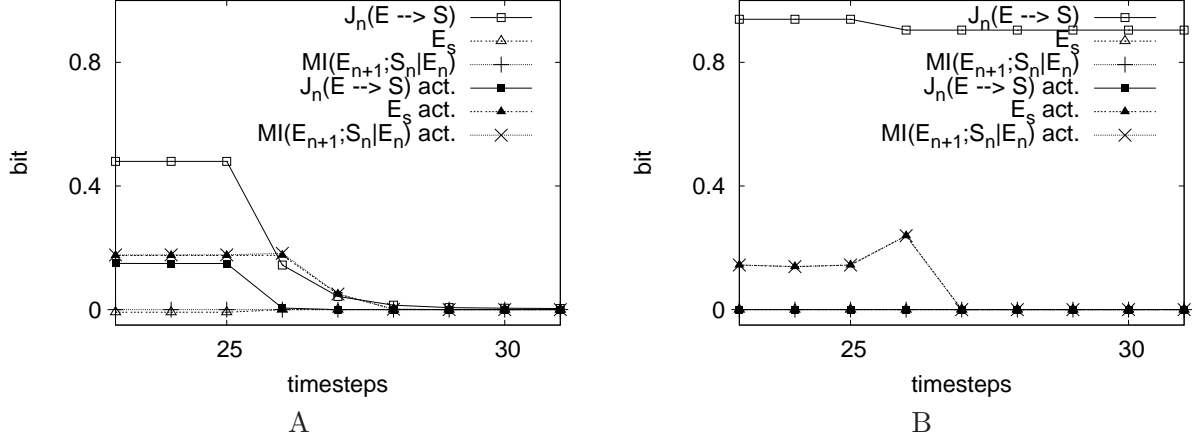 J_n(E --> S)
E_s
MI(E_{n+1};S_n|E_n)
J_n(E --> S) act.
E_s act.
MI(E_{n+1};S_n|E_n) act.
0.8
0.4
0
bit
25
30
timesteps
A
J_n(E --> S)
E_s
MI(E_{n+1};S_n|E_n)
J_n(E --> S) act.
E_s act.
MI(E_{n+1};S_n|E_n) act.
0.8
0.4
0
bit
25
30
timesteps
B